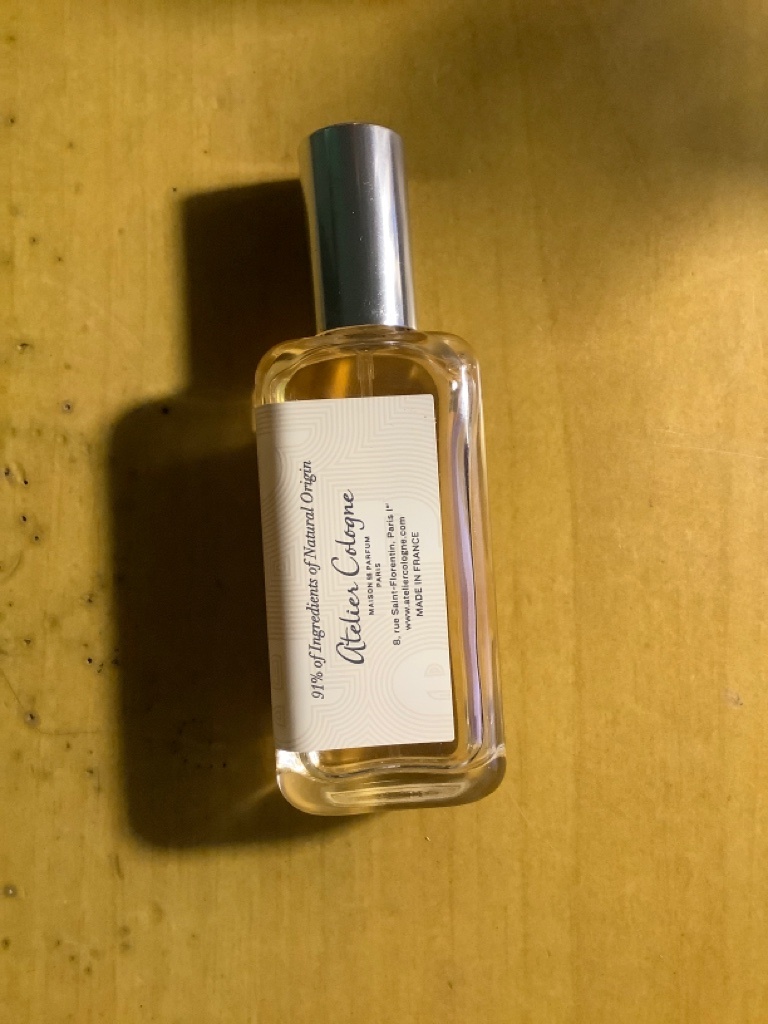 91% of Ingredients of Natural Origin
Atelier Cologne
MAISON DE PARFUM
PARIS
8, rue Saint-Florentin, Paris Iᵉʳ
www.ateliercologne.com
MADE IN FRANCE